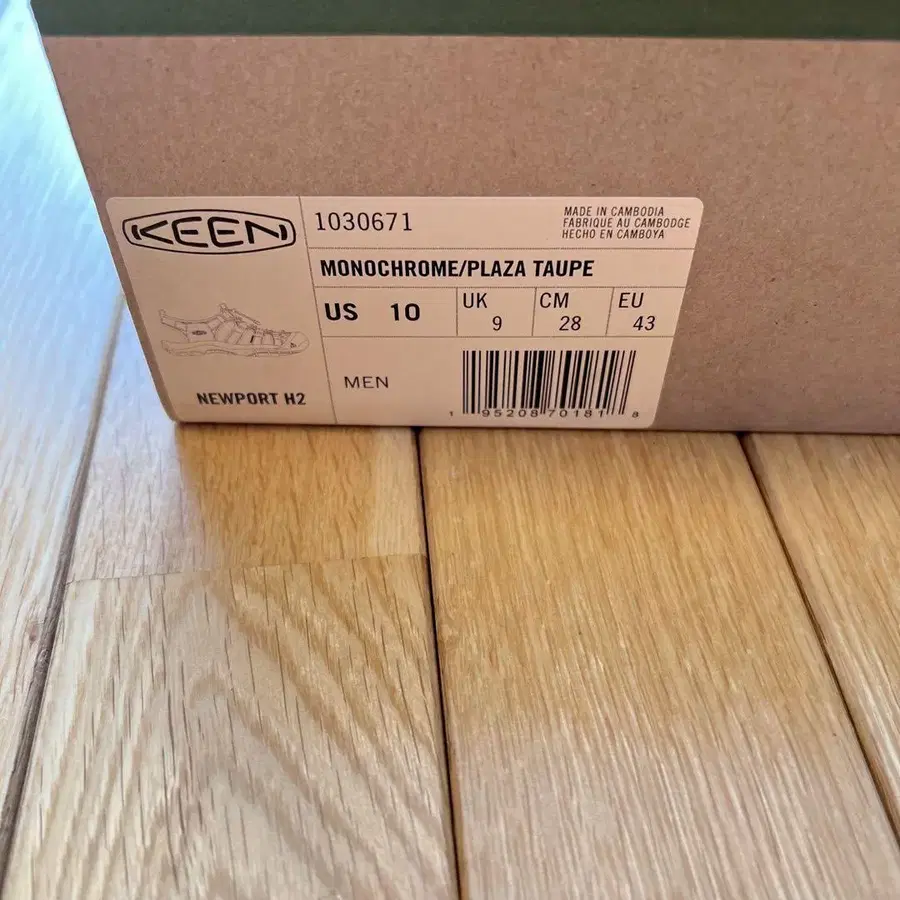 KEEN
1030671
MADE IN CAMBODIA
FABRIQUE AU CAMBODGE
HECHO EN CAMBOYA
MONOCHROME/PLAZA TAUPE
US 10
UK 9
CM 28
EU 43
NEWPORT H2
MEN
1 95208 70181 8